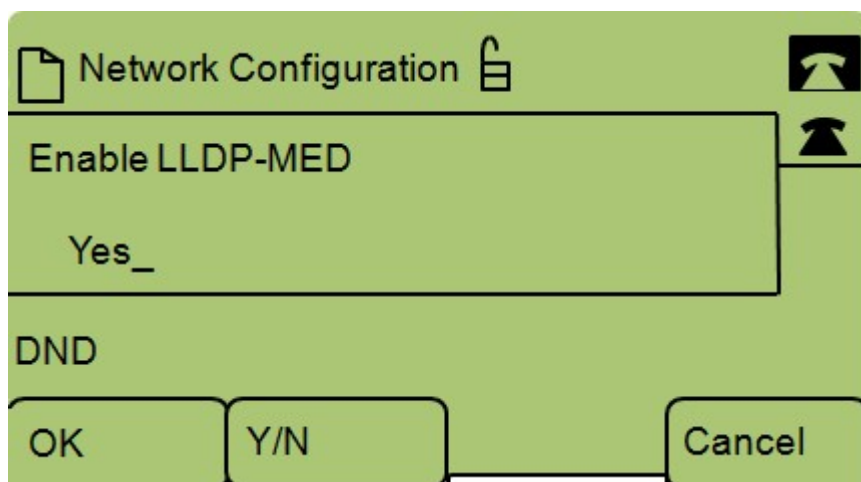 Network Configuration
Enable LLDP-MED
Yes_
DND
OK Y/N Cancel